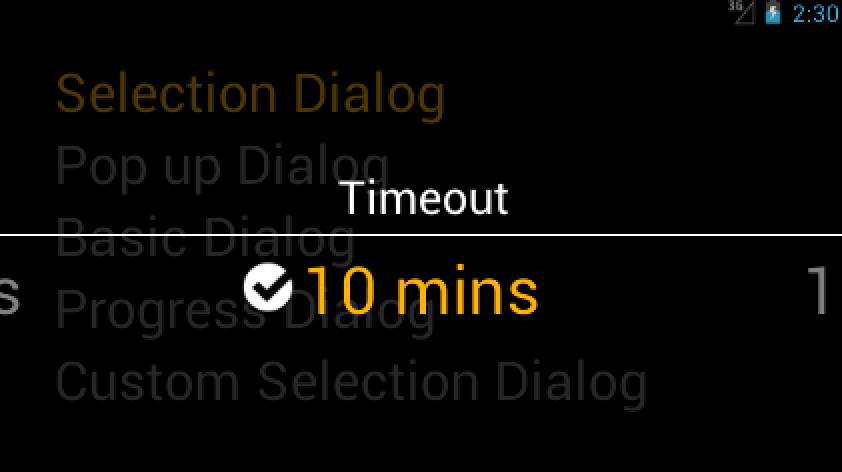 3G 2:30
Selection Dialog
Pop up Dialog
Timeout
Basic Dialog
s 10 mins 1
Progress Dialog
Custom Selection Dialog